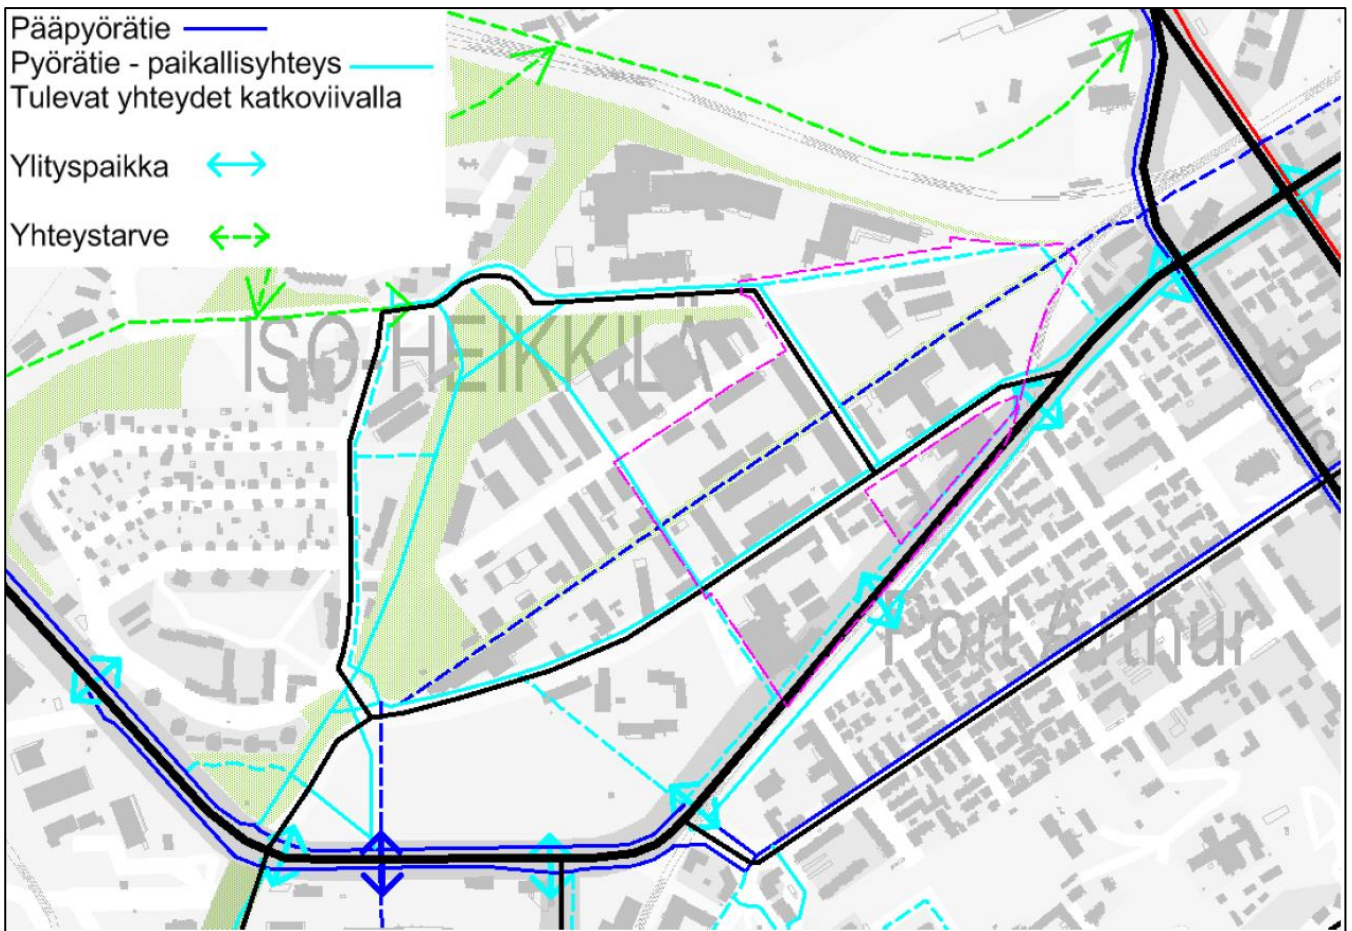 Pääpyörätie
Pyörätie - paikallisyhteys
Tulevat yhteydet katkoviivalla
Ylityspaikka
Yhteystarve
ISO-HEIKKILÄ
Port Arthur